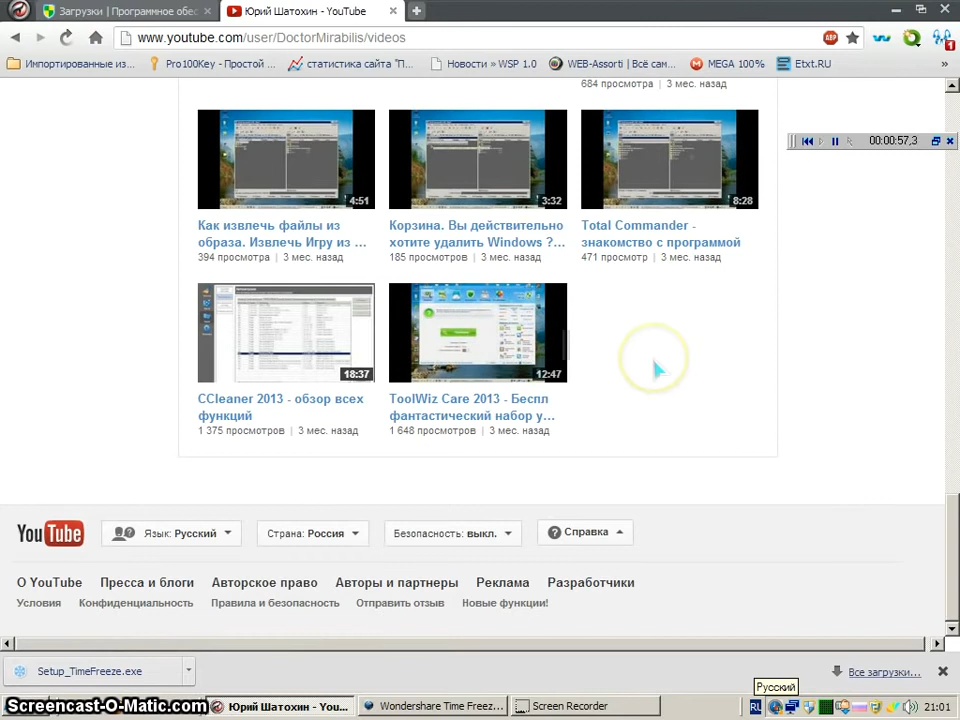 Загрузки | Программное обес
Юрий Шатохин - YouTube
www.youtube.com/user/DoctorMirabilis/videos
ABP
1
Импортированные из...
Pro100Key - Простой ...
статистика сайта "П...
Новости » WSP 1.0
WEB-Assorti | Всё сам...
MEGA 100%
Etxt.RU
684 просмотра | 3 мес. назад
00:00:57,3
4:51
3:32
8:28
Как извлечь файлы из
образа. Извлечь Игру из ...
394 просмотра | 3 мес. назад
Корзина. Вы действительно
хотите удалить Windows ?...
185 просмотров | 3 мес. назад
Total Commander -
знакомство с программой
471 просмотр | 3 мес. назад
18:37
12:47
CCleaner 2013 - обзор всех
функций
1 375 просмотров | 3 мес. назад
ToolWiz Care 2013 - Беспл
фантастический набор у...
1 648 просмотров | 3 мес. назад
YouTube
Язык: Русский
Страна: Россия
Безопасность: выкл.
Справка
О YouTube Пресса и блоги Авторское право Авторы и партнеры Реклама Разработчики
Условия Конфиденциальность Правила и безопасность Отправить отзыв Новые функции!
Setup_TimeFreeze.exe
Все загрузки...
Русский
Screencast-O-Matic.com
Юрий Шатохин - You...
Wondershare Time Freez...
Screen Recorder
RL
21:01